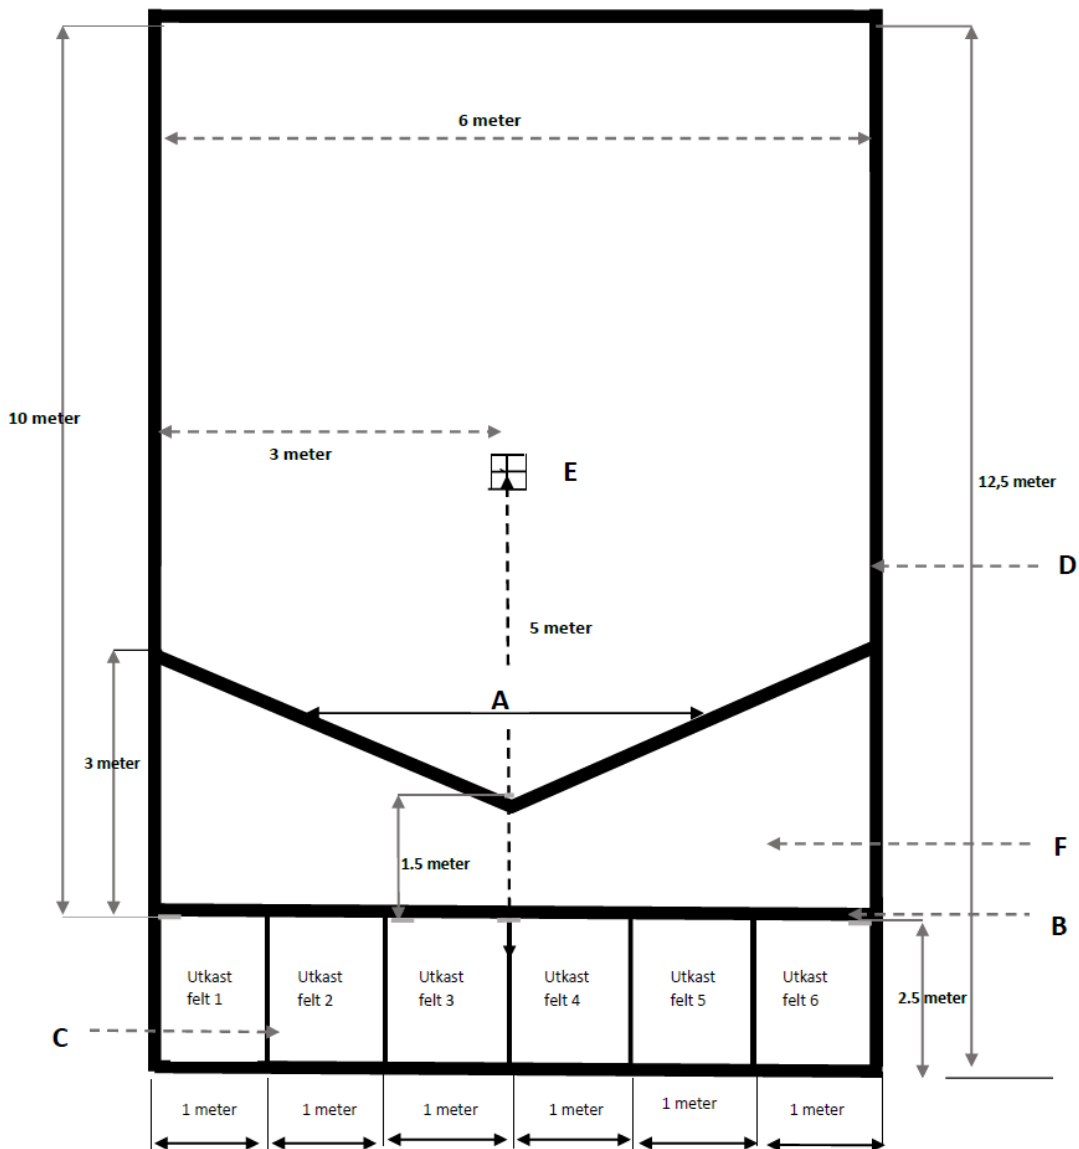 6 meter
10 meter
3 meter
E
12,5 meter
D
5 meter
A
3 meter
F
1.5 meter
B
Utkast
felt 1
Utkast
felt 2
Utkast
felt 3
Utkast
felt 4
Utkast
felt 5
Utkast
felt 6
2.5 meter
C
1 meter
1 meter
1 meter
1 meter
1 meter
1 meter